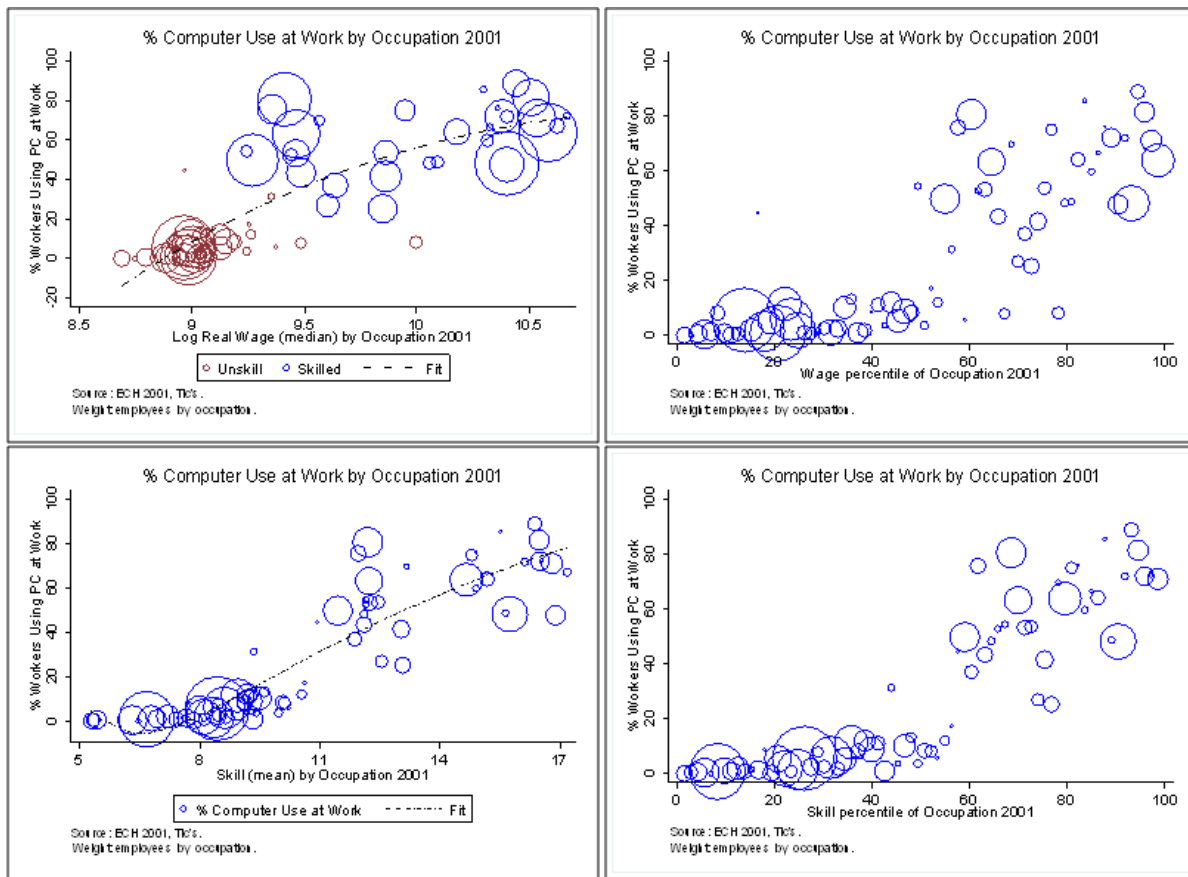 % Computer Use at Work by Occupation 2001
% Workers Using PC at Work
100
80
60
40
20
0
-20
8.5 9 9.5 10 10.5
Log Real Wage (median) by Occupation 2001
Unskill Skilled Fit
Source: ECH 2001, Tic's.
Weight employees by occupation.
% Computer Use at Work by Occupation 2001
% Workers Using PC at Work
100
80
60
40
20
0
0 20 40 60 80 100
Wage percentile of Occupation 2001
Source: ECH 2001, Tic's.
Weight employees by occupation.
% Computer Use at Work by Occupation 2001
% Workers Using PC at Work
100
80
60
40
20
0
5 8 11 14 17
Skill (mean) by Occupation 2001
% Computer Use at Work Fit
Source: ECH 2001, Tic's.
Weight employees by occupation.
% Computer Use at Work by Occupation 2001
% Workers Using PC at Work
100
80
60
40
20
0
0 20 40 60 80 100
Skill percentile of Occupation 2001
Source: ECH 2001, Tic's.
Weight employees by occupation.